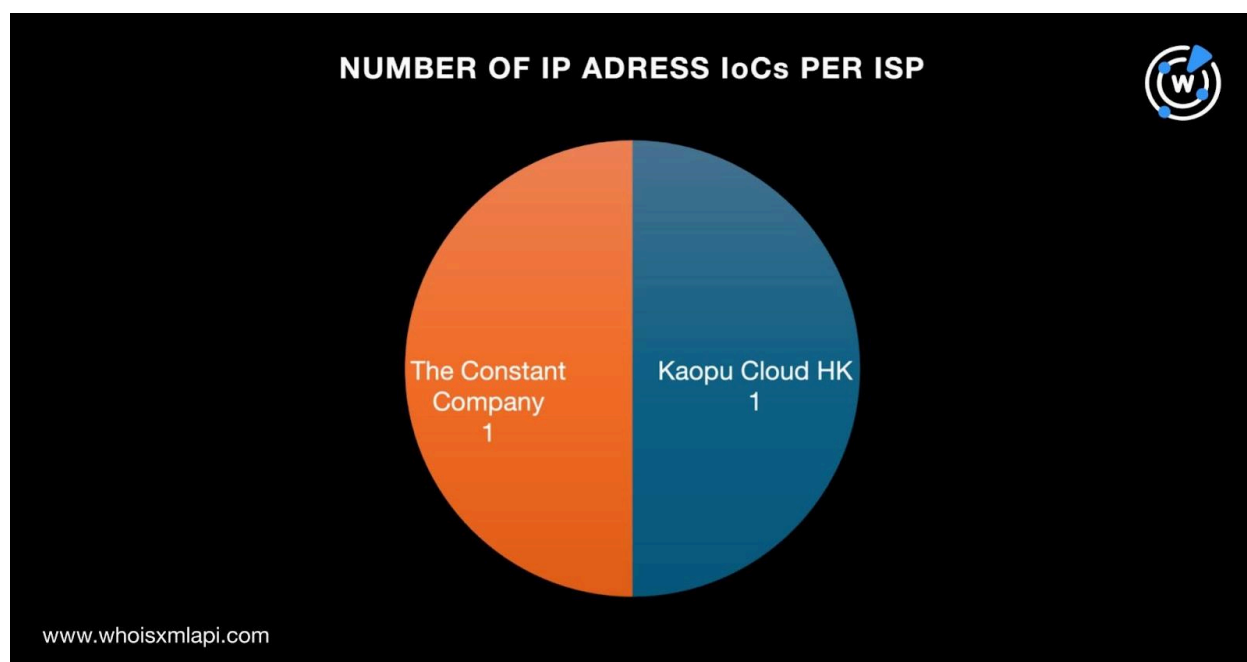 NUMBER OF IP ADRESS IoCs PER ISP
W
The Constant
Company
1
Kaopu Cloud HK
1
www.whoisxmlapi.com